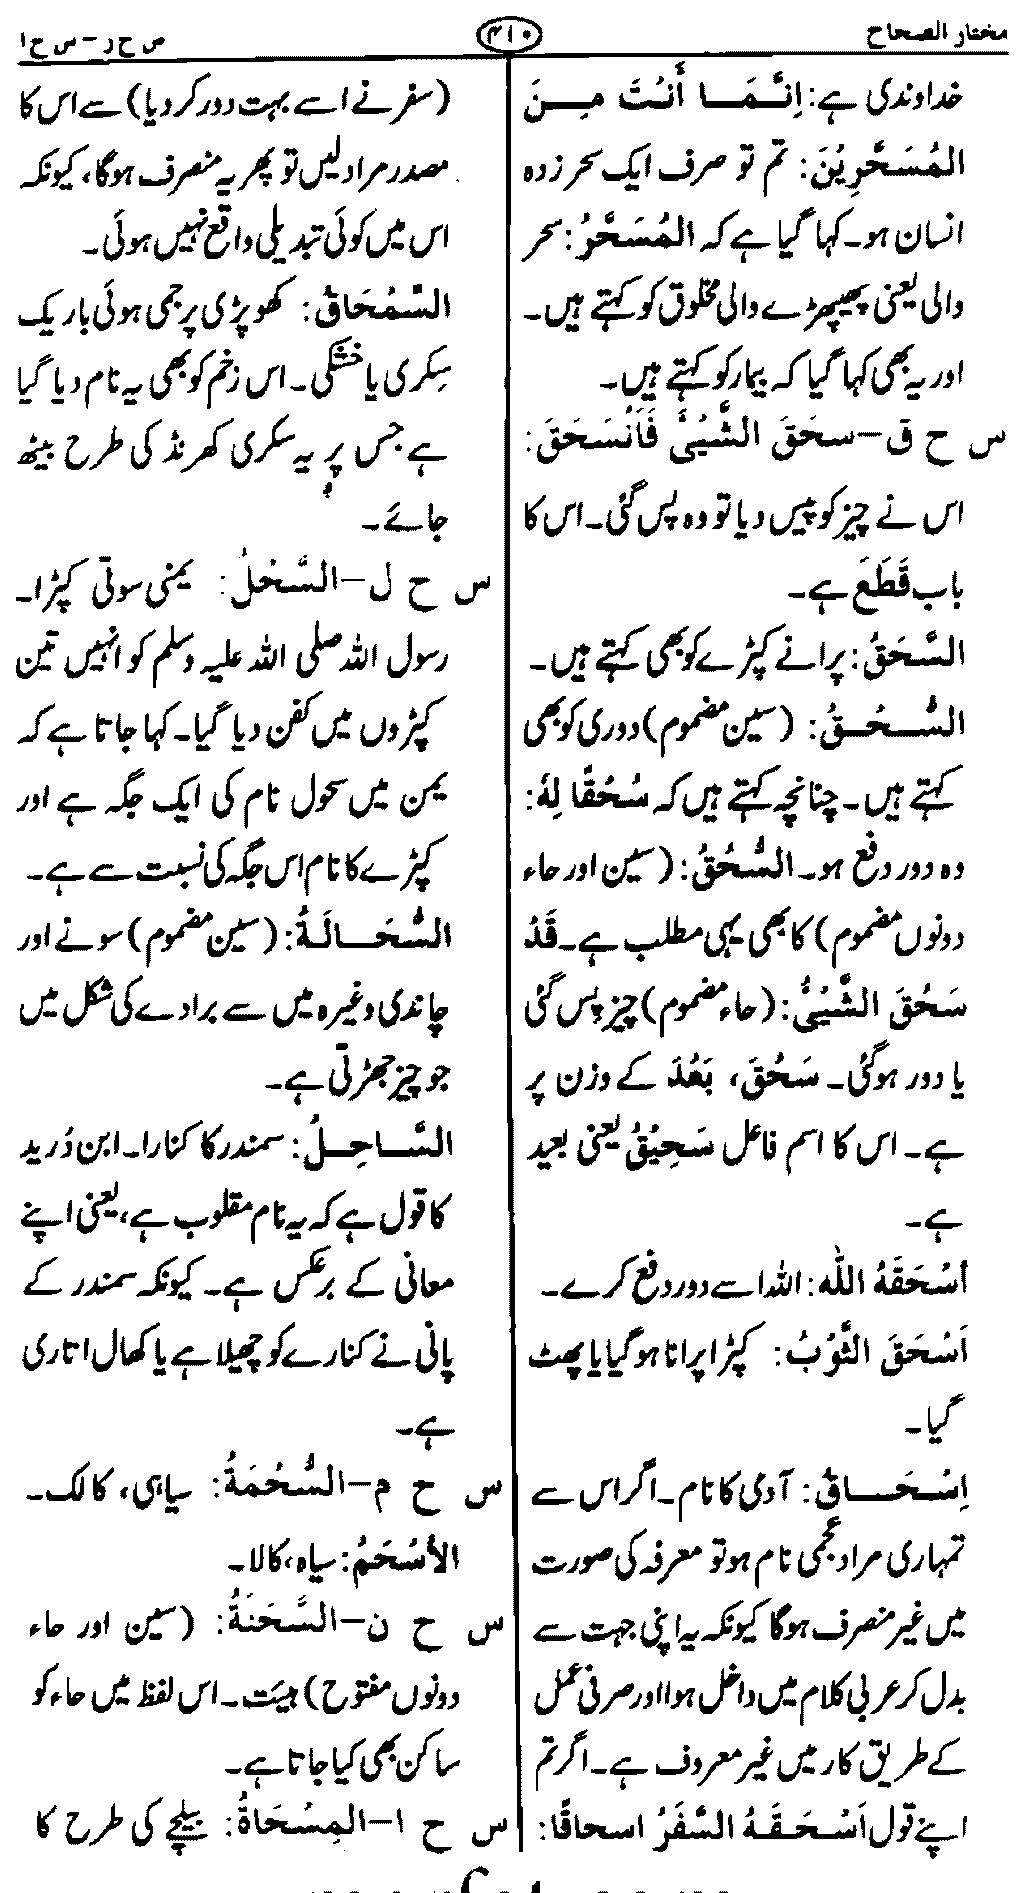 مختار الصحاح
۴۱۰
ص ح ر – س ح ا
خداوندی ہے: اِنَّمَا أَنْتَ مِنَ
المُسَحَّرِیْنَ: تم تو صرف ایک سحر زدہ
انسان ہو۔ کہا گیا ہے کہ المُسَحَّرُ: سحر
والی یعنی پھیپھڑے والی مخلوق کو کہتے ہیں۔
اور یہ بھی کہا گیا کہ بیمار کو کہتے ہیں۔
س ح ق – سحَقَ الشَّیْئَ فَاَنْسَحَقَ:
اس نے چیز کو پیس دیا تو وہ پس گئی۔ اس کا
باب قَطَعَ ہے۔
السَّحَقُ: پرانے کپڑے کو بھی کہتے ہیں۔
السُّحْقُ: (سین مضموم) دوری کو بھی
کہتے ہیں۔ چنانچہ کہتے ہیں کہ سُحْقًا لِهٗ:
وہ دور دفع ہو۔ السُّحُقُ: (سین اور حاء
دونوں مضموم) کا بھی یہی مطلب ہے۔ قَدْ
سَحُقَ الشَّیْئُ: (حاء مضموم) چیز پس گئی
یا دور ہوگئی۔ سَحُقَ، بَعُدَ کے وزن پر
ہے۔ اس کا اسم فاعل سَحِیْقٌ یعنی بعید
ہے۔
اَسْحَقَهُ اللّٰه: اللہ اسے دور دفع کرے۔
اَسْحَقَ الثَّوْبُ: کپڑا پرانا ہوگیا یا پھٹ
گیا۔
اِسْحَاقُ: آدمی کا نام۔ اگر اس سے
تمہاری مراد عجمی نام ہو تو معرفہ کی صورت
میں غیر منصرف ہوگا کیونکہ یہ اپنی جہت سے
بدل کر عربی کلام میں داخل ہوا اور صرفی عمل
کے طریق کار میں غیر معروف ہے۔ اگر تم
اپنے قول اَسْحَقَهُ السَّفَرُ اسحاقًا:
(سفر نے اسے بہت دور کر دیا) سے اس کا
مصدر مراد لیں تو پھر یہ منصرف ہوگا، کیونکہ
اس میں کوئی تبدیلی واقع نہیں ہوئی۔
السَّمْحَاقُ: کھوپڑی پر جمی ہوئی باریک
سِکری یا خشکی۔ اس زخم کو بھی یہ نام دیا گیا
ہے جس پر یہ سکری کھرنڈ کی طرح بیٹھ
جائے۔
س ح ل – السَّحْلُ: یمنی سوتی کپڑا۔
رسول اللہ صلی اللہ علیہ وسلم کو انہیں تین
کپڑوں میں کفن دیا گیا۔ کہا جاتا ہے کہ
یمن میں سحول نام کی ایک جگہ ہے اور
کپڑے کا نام اس جگہ کی نسبت سے ہے۔
السُّحَالَةُ: (سین مضموم) سونے اور
چاندی وغیرہ میں سے برادے کی شکل میں
جو چیز جھڑتی ہے۔
السَّاحِلُ: سمندر کا کنارا۔ ابن دُرید
کا قول ہے کہ یہ نام مقلوب ہے، یعنی اپنے
معانی کے برعکس ہے۔ کیونکہ سمندر کے
پانی نے کنارے کو چھیلا ہے یا کھال اتاری
ہے۔
س ح م – السُّحْمَةُ: سیاہی، کالک۔
الأَسْحَمُ: سیاہ، کالا۔
س ح ن – السَّحَنَةُ: (سین اور حاء
دونوں مفتوح) ہیئت۔ اس لفظ میں حاء کو
ساکن بھی کیا جاتا ہے۔
س ح ا – المِسْحَاةُ: بیلچے کی طرح کا